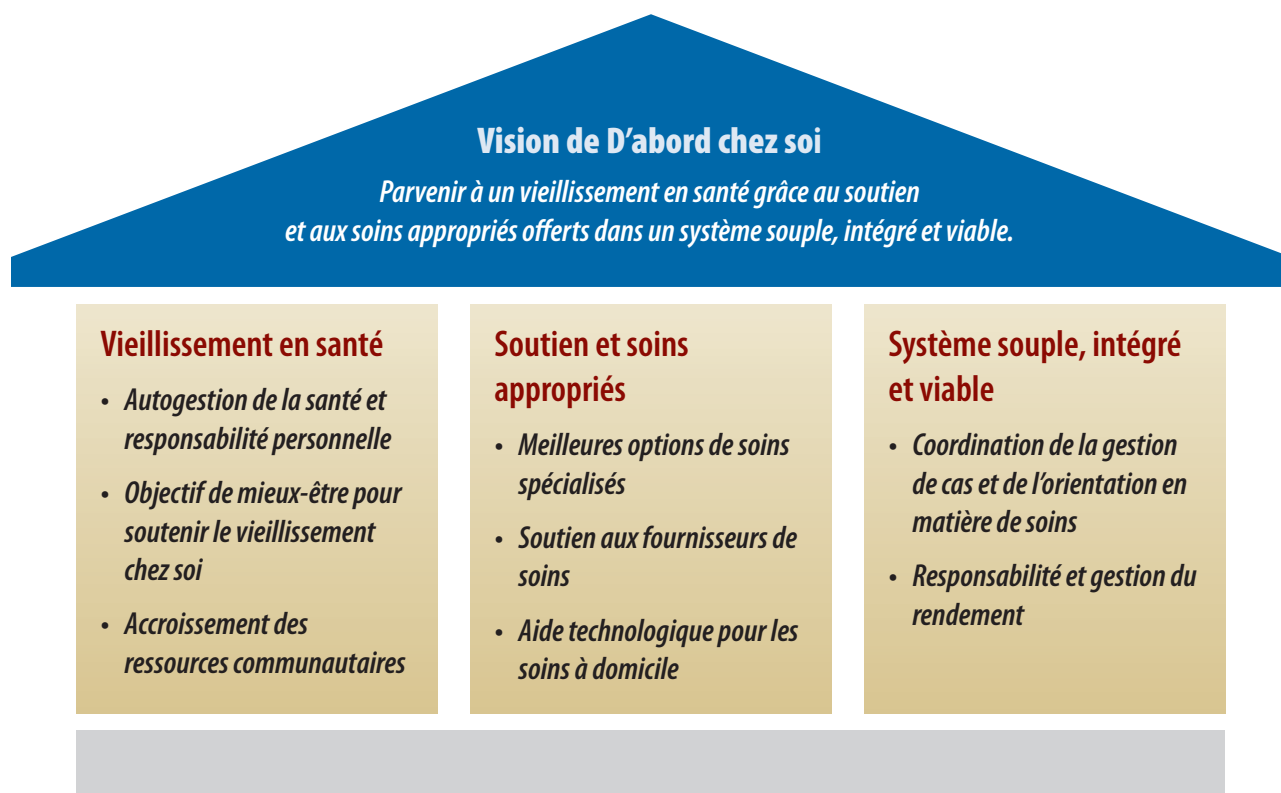 Vision de D'abord chez soi
Parvenir à un vieillissement en santé grâce au soutien
et aux soins appropriés offerts dans un système souple, intégré et viable.
Vieillissement en santé
• Autogestion de la santé et
responsabilité personnelle
• Objectif de mieux-être pour
soutenir le vieillissement
chez soi
• Accroissement des
ressources communautaires
Soutien et soins
appropriés
• Meilleures options de soins
spécialisés
• Soutien aux fournisseurs de
soins
• Aide technologique pour les
soins à domicile
Système souple, intégré
et viable
• Coordination de la gestion
de cas et de l'orientation en
matière de soins
• Responsabilité et gestion du
rendement